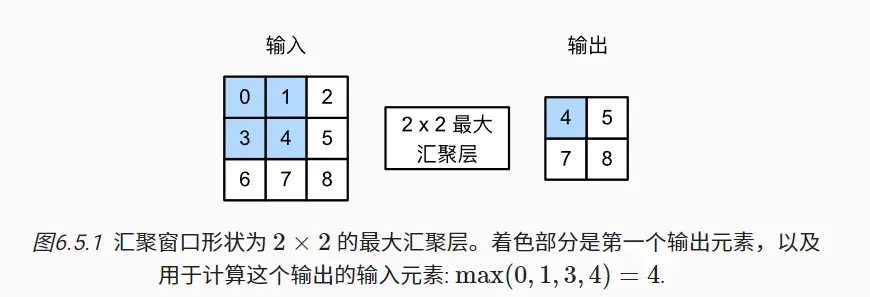 输入 输出
0 1 2
3 4 5
6 7 8
2 x 2 最大
汇聚层
4 5
7 8
图6.5.1 汇聚窗口形状为 2 × 2 的最大汇聚层。着色部分是第一个输出元素，以及
用于计算这个输出的输入元素: max(0, 1, 3, 4) = 4.